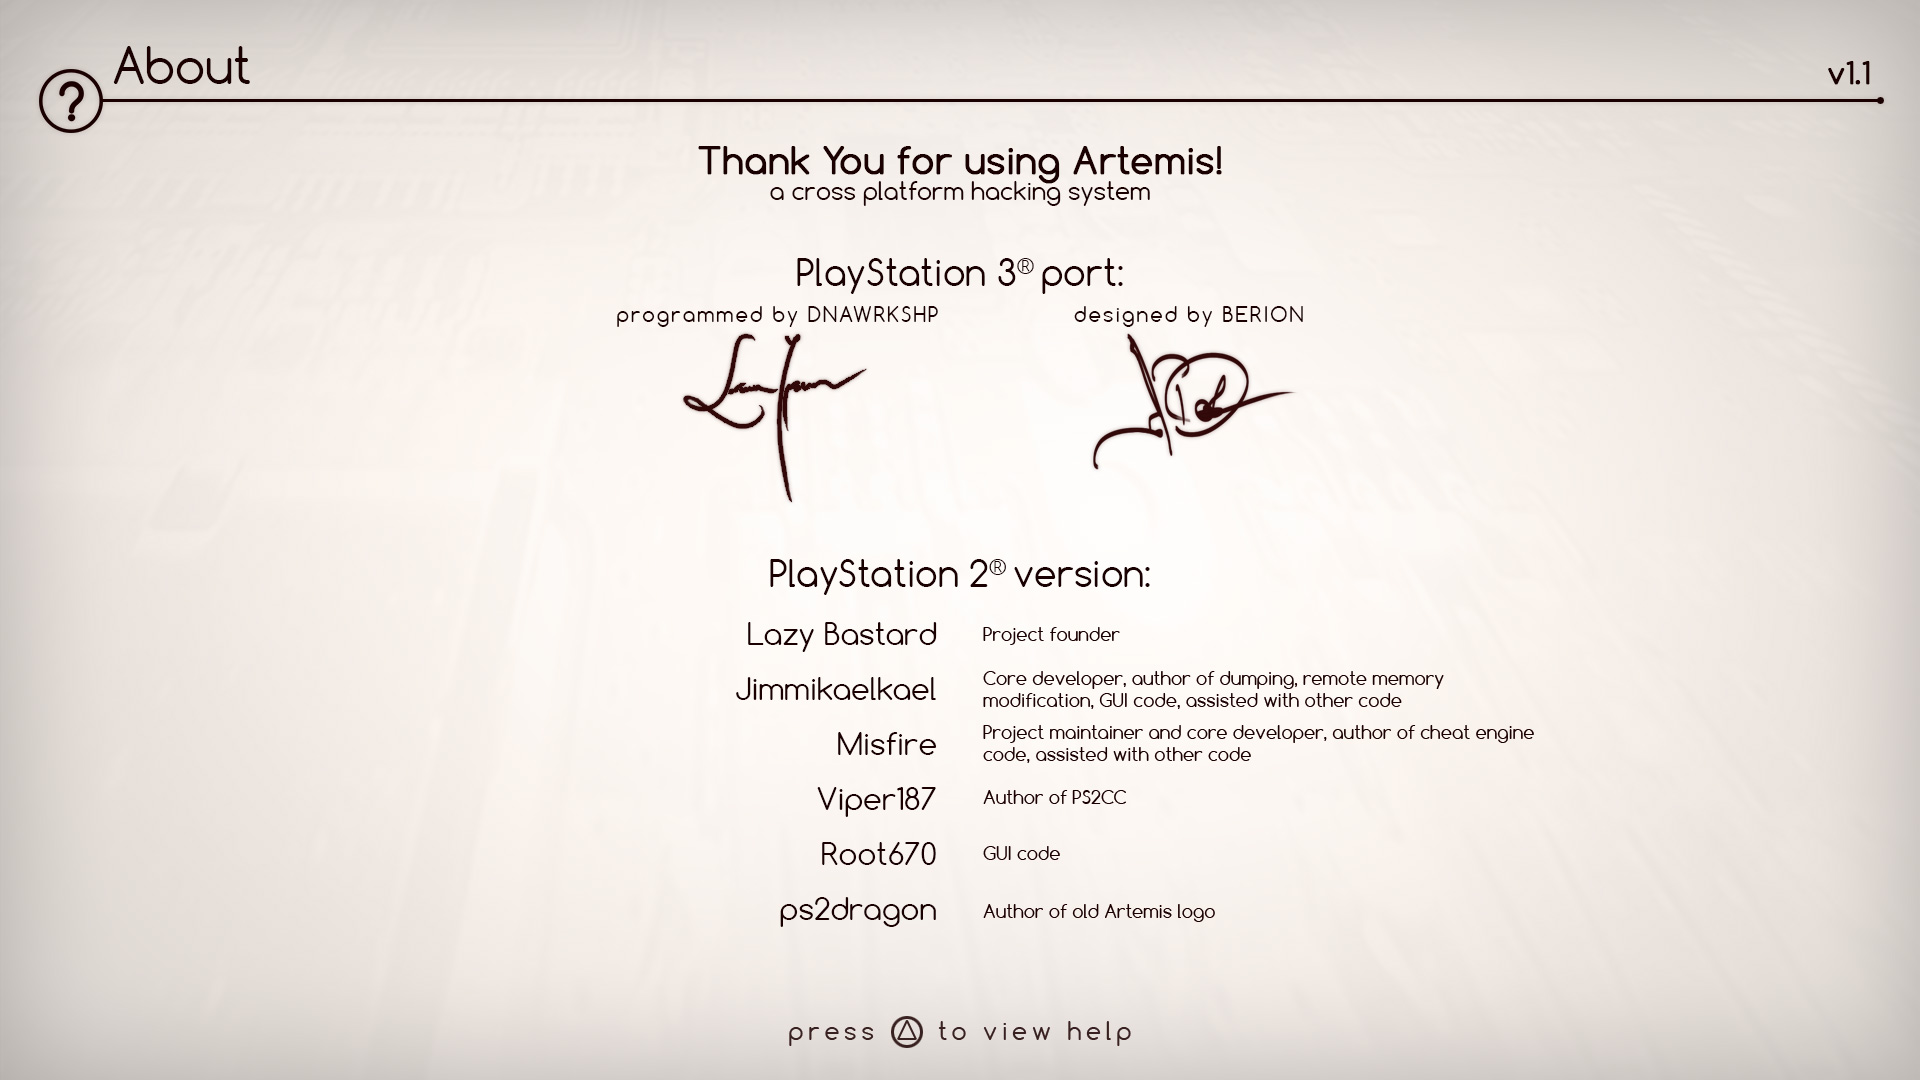 About
v1.1
?
Thank You for using Artemis!
a cross platform hacking system
PlayStation 3® port:
programmed by DNAWRKSHP
designed by BERION
PlayStation 2® version:
Lazy Bastard
Project founder
Jimmikaelkael
Core developer, author of dumping, remote memory
modification, GUI code, assisted with other code
Misfire
Project maintainer and core developer, author of cheat engine
code, assisted with other code
Viper187
Author of PS2CC
Root670
GUI code
ps2dragon
Author of old Artemis logo
press to view help